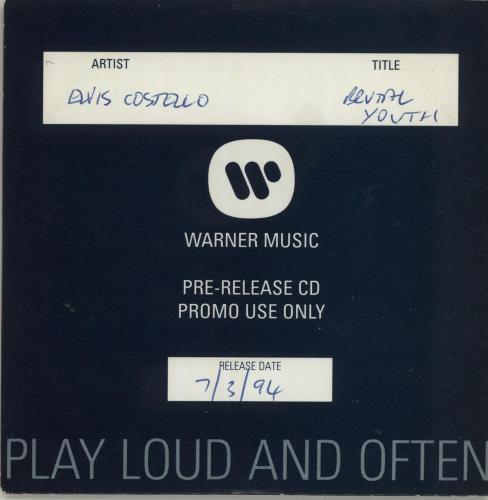 ARTIST TITLE
ELVIS COSTELLO BRUTAL
YOUTH
WARNER MUSIC
PRE-RELEASE CD
PROMO USE ONLY
RELEASE DATE
7/3/94
PLAY LOUD AND OFTEN